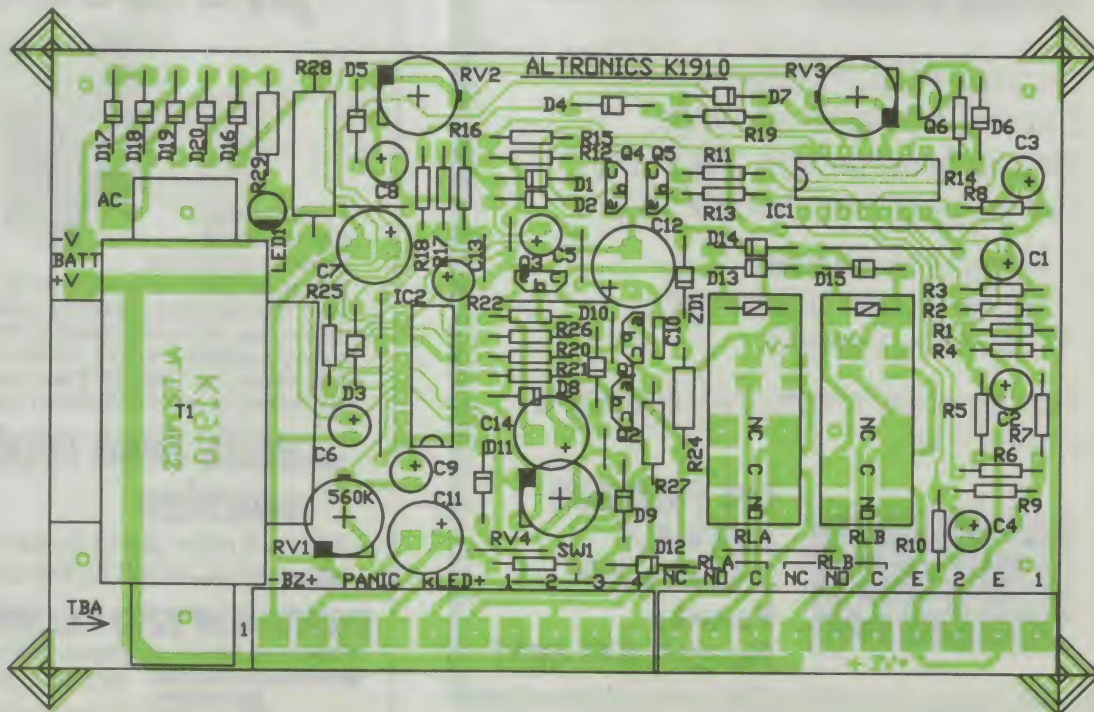 ALTRONICS K1910
D5
RV2
RV3
R28
D4
D7
R16
R15
R12
R19
Q4
Q5
Q6
D6
C3
D17
D18
D19
D20
D16
R29
C8
D1
D2
R11
R13
R14
R8
AC
IC1
-V
BATT
+V
LED1
C7
R18
R17
C13
C5
C12
D14
D13
D15
C1
R25
IC2
R22
D10
C10
ZD1
R3
R2
R1
R4
R26
R20
R21
D8
K1910
T1
D3
C6
C14
D11
C9
R27
R24
NC
C
NO
NC
C
NO
R5
C2
R7
R6
R9
560K
RV1
C11
RV4
D9
RLA
RLB
R10
C4
SW1
D12
RLA
RLB
-BZ+
PANIC
RLED+
1
2
3
4
NC
NO
C
NC
NO
C
E
2
E
1
TBA
1